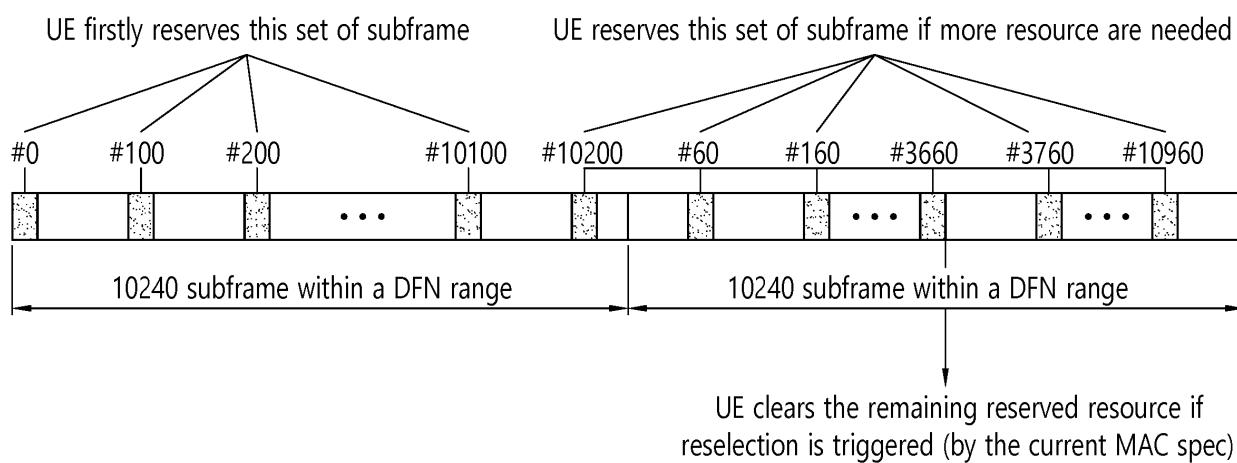 UE firstly reserves this set of subframe
UE reserves this set of subframe if more resource are needed
#0 #100 #200 #10100 #10200 #60 #160 #3660 #3760 #10960
10240 subframe within a DFN range
10240 subframe within a DFN range
UE clears the remaining reserved resource if
reselection is triggered (by the current MAC spec)